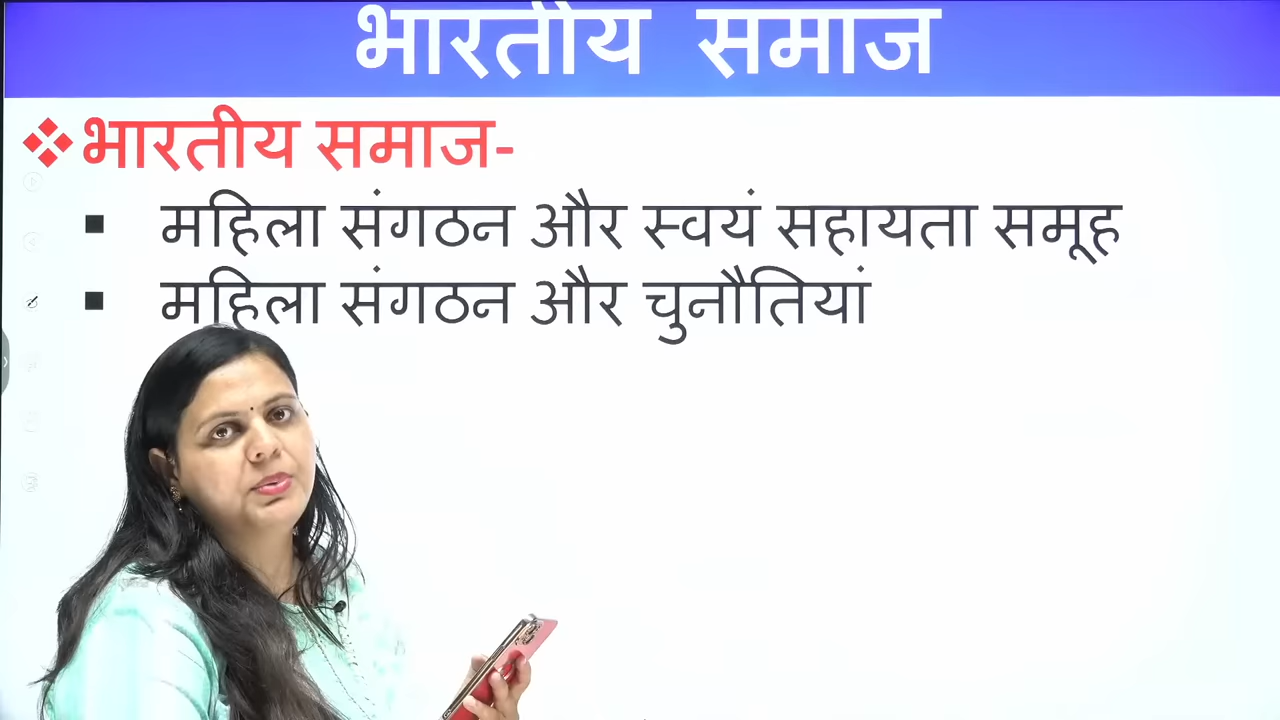 भारतीय समाज
❖भारतीय समाज-
▪ महिला संगठन और स्वयं सहायता समूह
▪ महिला संगठन और चुनौतियां